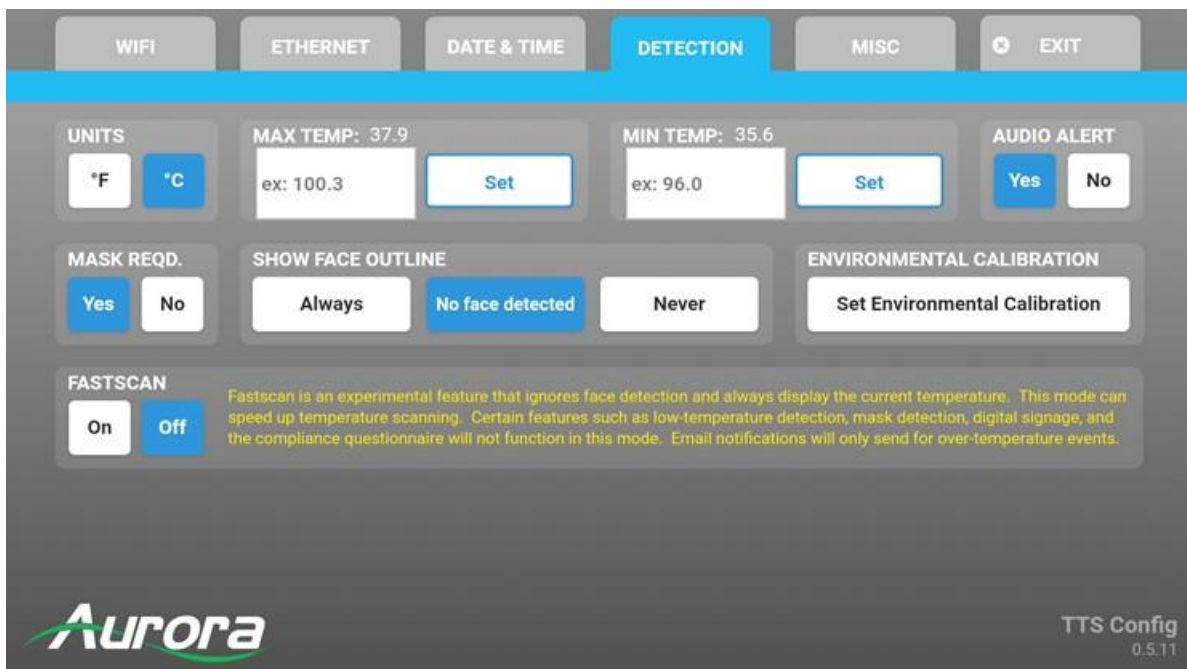 WIFI
ETHERNET
DATE & TIME
DETECTION
MISC
EXIT
UNITS
°F
°C
MAX TEMP: 37.9
ex: 100.3
Set
MIN TEMP: 35.6
ex: 96.0
Set
AUDIO ALERT
Yes
No
MASK REQD.
Yes
No
SHOW FACE OUTLINE
Always
No face detected
Never
ENVIRONMENTAL CALIBRATION
Set Environmental Calibration
FASTSCAN
On
Off
Fastscan is an experimental feature that ignores face detection and always display the current temperature. This mode can
speed up temperature scanning. Certain features such as low-temperature detection, mask detection, digital signage, and
the compliance questionnaire will not function in this mode. Email notifications will only send for over-temperature events.
Aurora
TTS Config
0.5.11